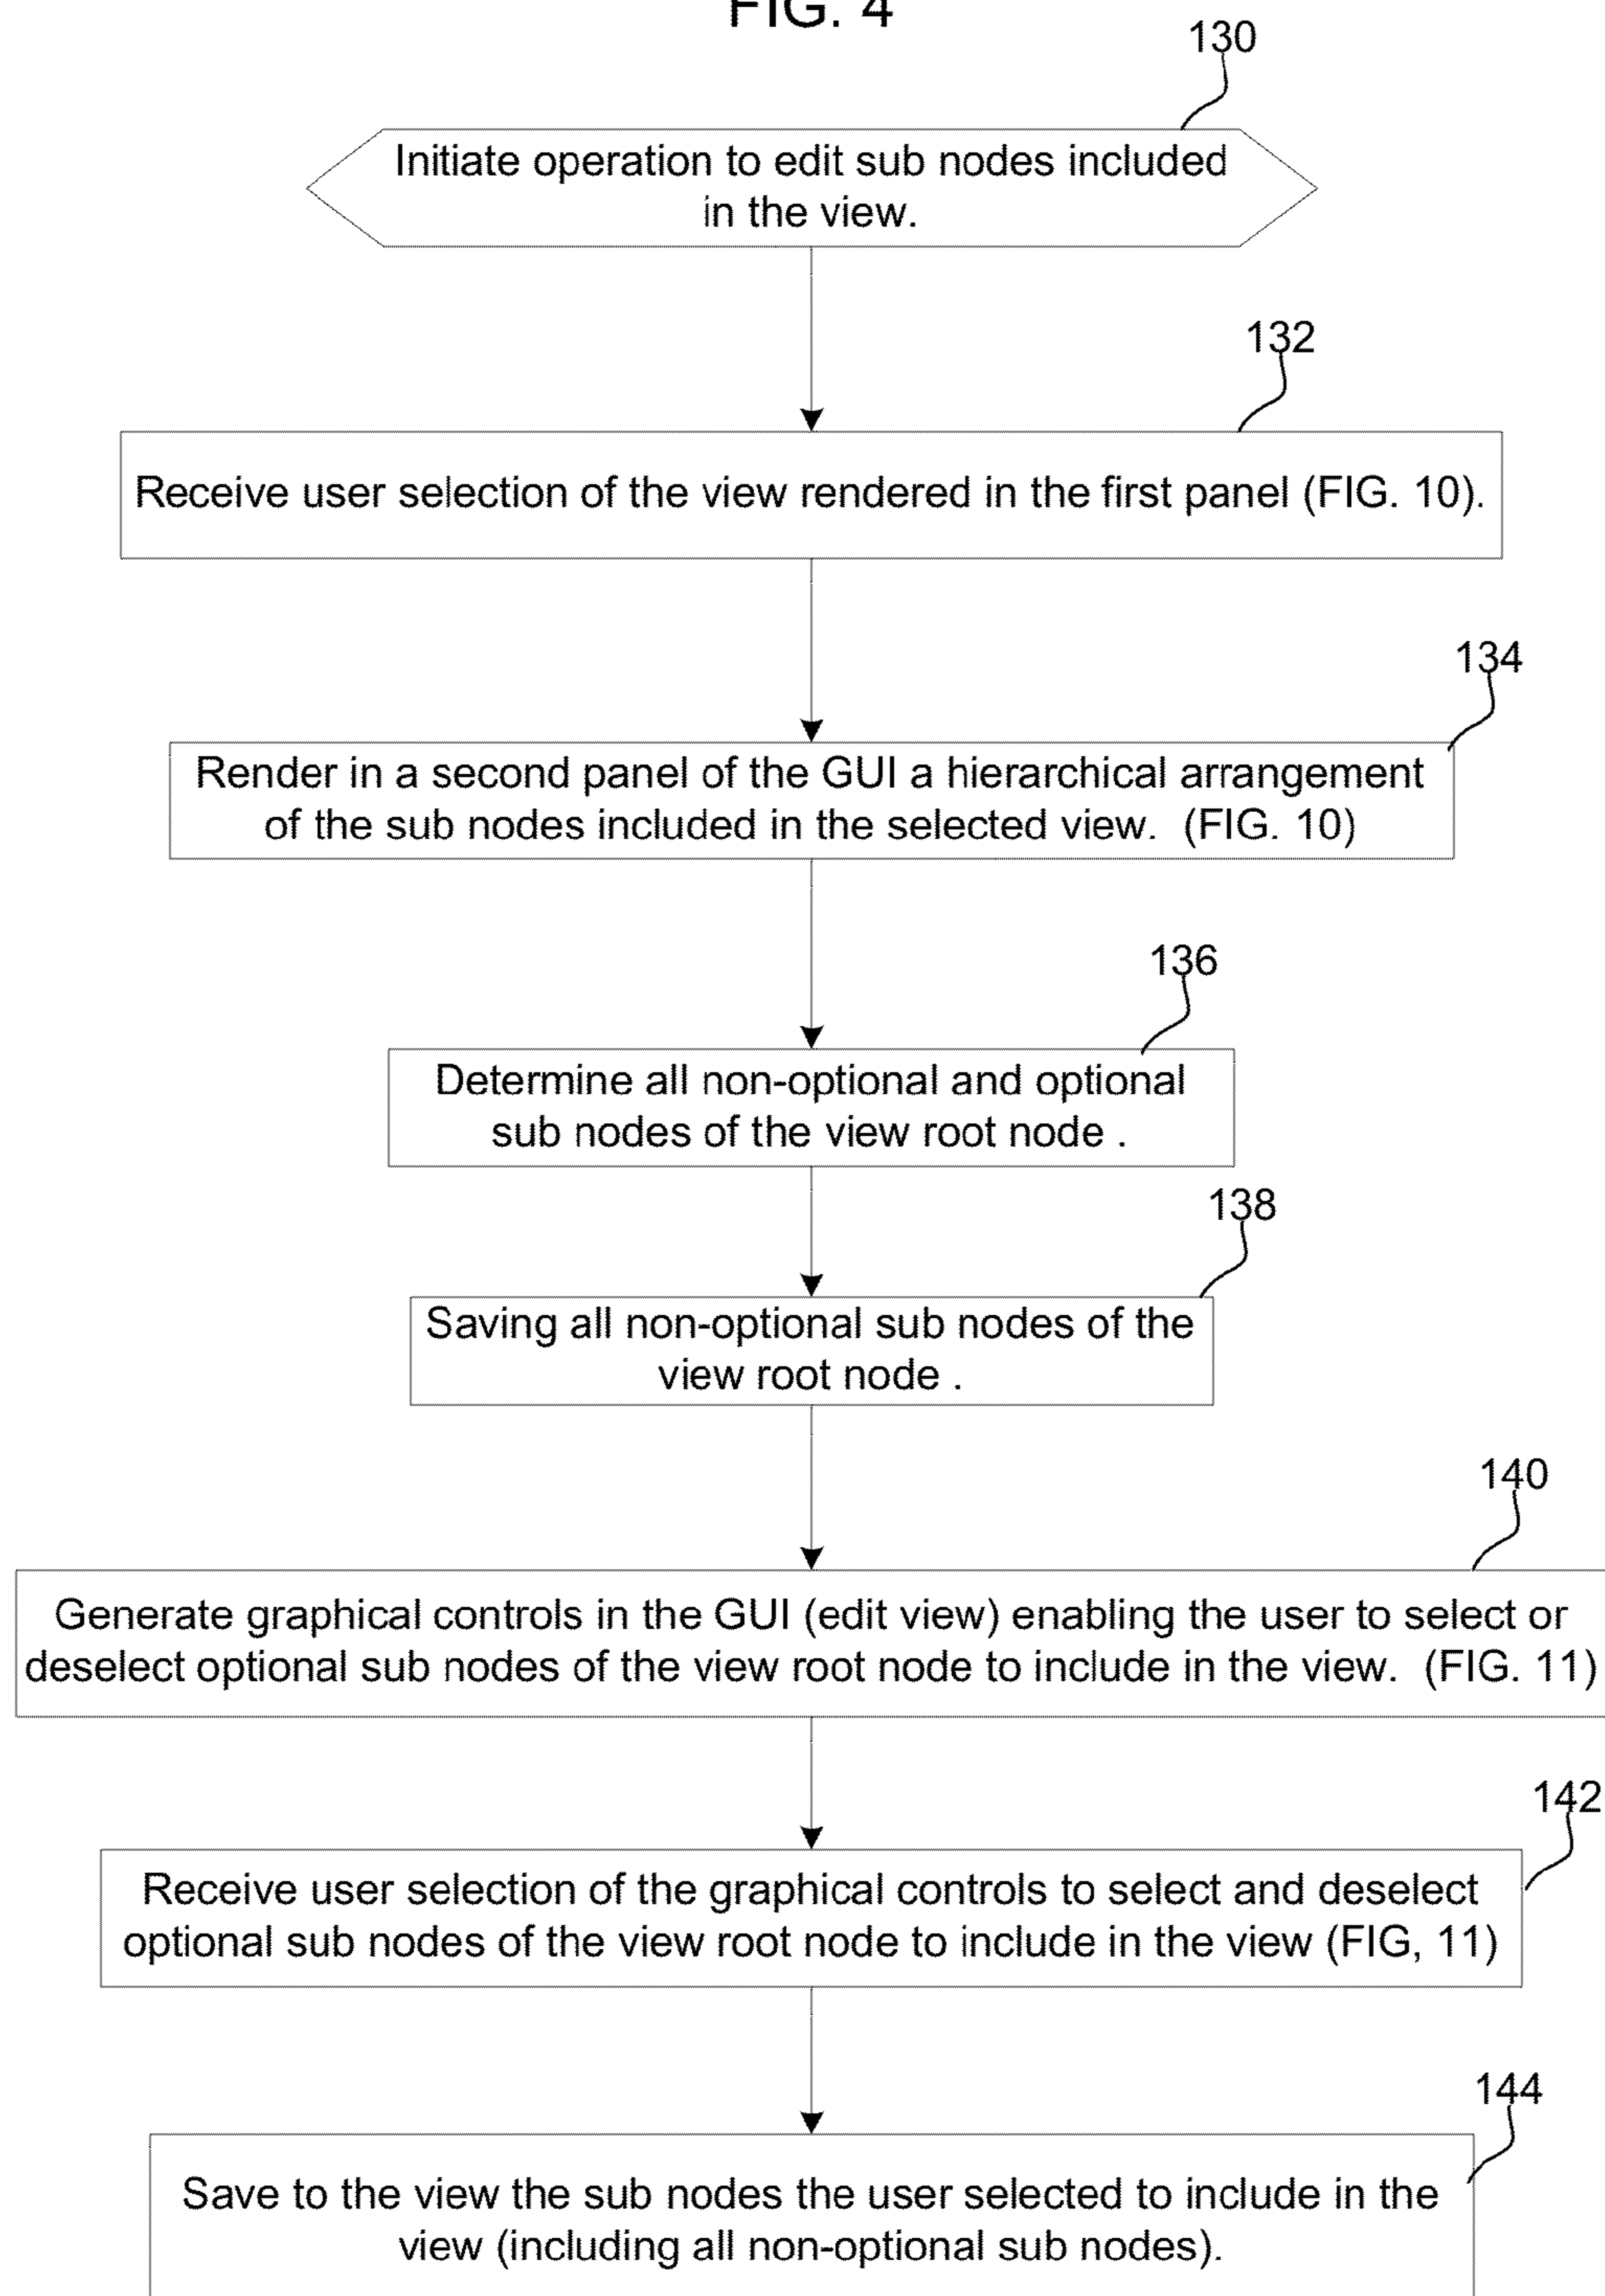 FIG. 4
130
Initiate operation to edit sub nodes included
in the view.
132
Receive user selection of the view rendered in the first panel (FIG. 10).
134
Render in a second panel of the GUI a hierarchical arrangement
of the sub nodes included in the selected view. (FIG. 10)
136
Determine all non-optional and optional
sub nodes of the view root node .
138
Saving all non-optional sub nodes of the
view root node .
140
Generate graphical controls in the GUI (edit view) enabling the user to select or
deselect optional sub nodes of the view root node to include in the view. (FIG. 11)
142
Receive user selection of the graphical controls to select and deselect
optional sub nodes of the view root node to include in the view (FIG, 11)
144
Save to the view the sub nodes the user selected to include in the
view (including all non-optional sub nodes).